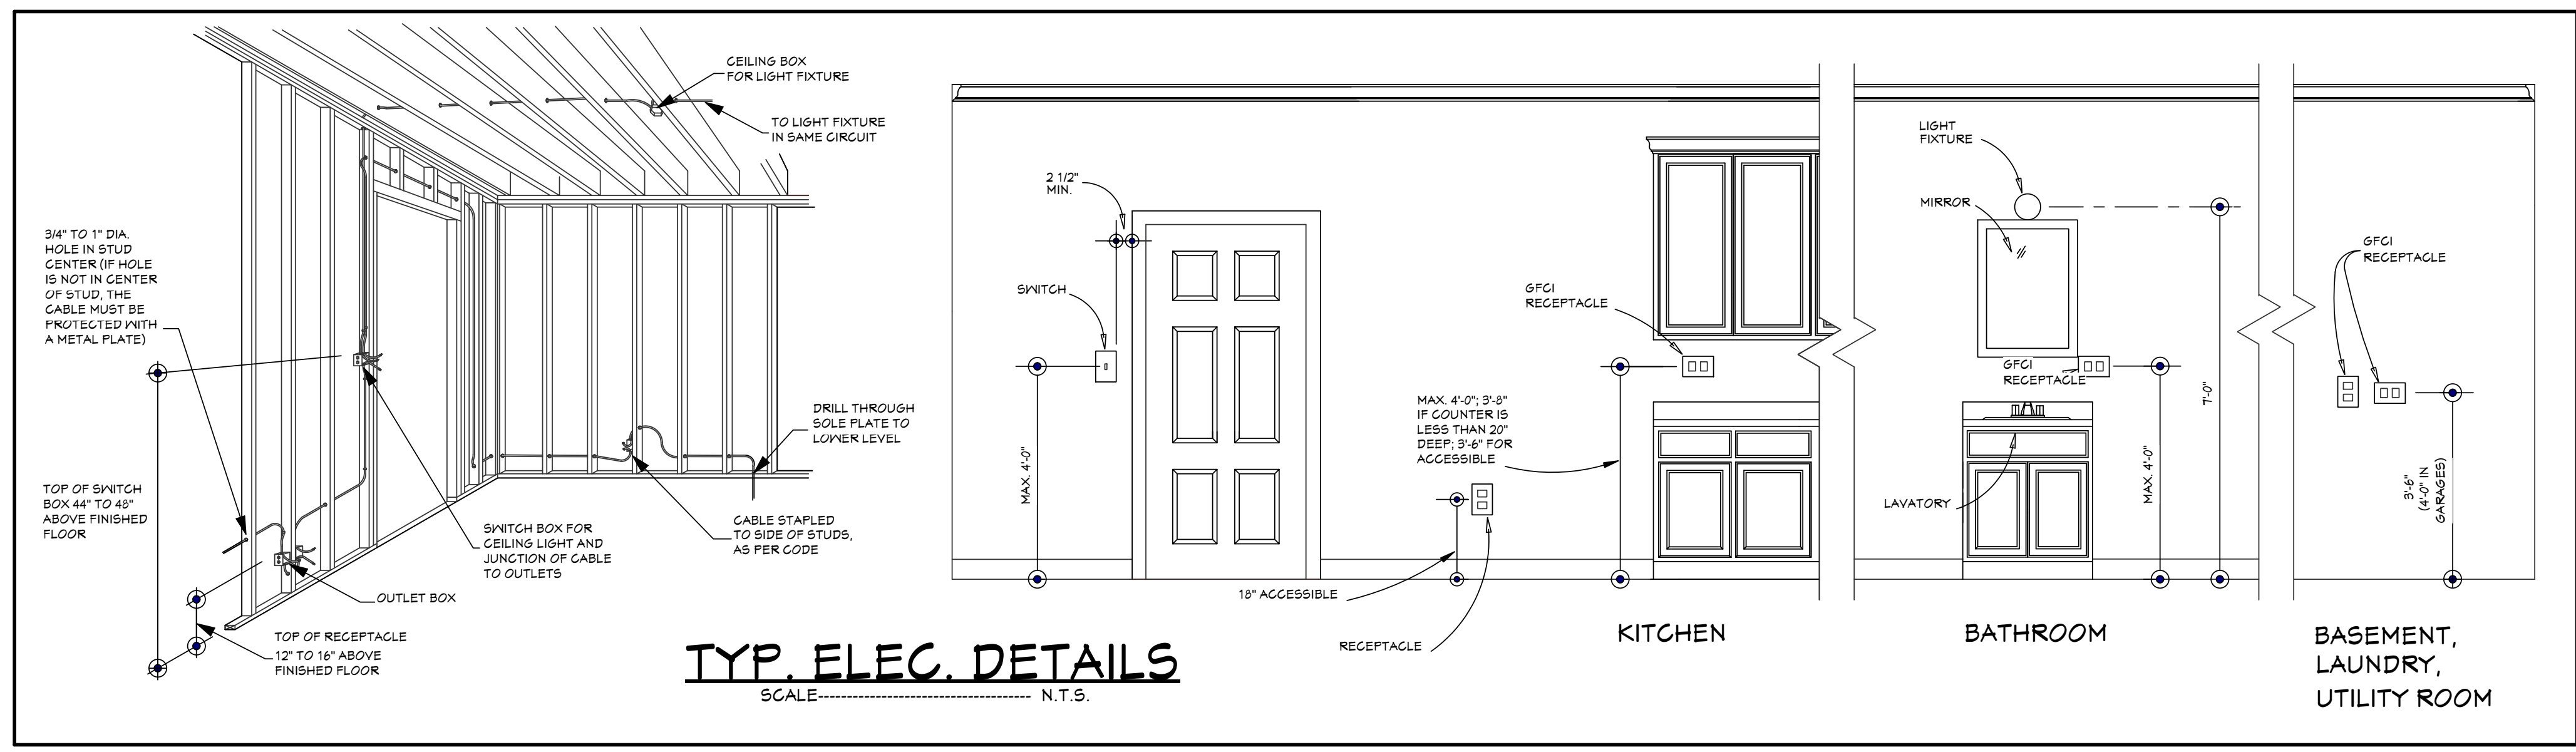 CEILING BOX
FOR LIGHT FIXTURE
TO LIGHT FIXTURE
IN SAME CIRCUIT
3/4" TO 1" DIA.
HOLE IN STUD
CENTER (IF HOLE
IS NOT IN CENTER
OF STUD, THE
CABLE MUST BE
PROTECTED WITH
A METAL PLATE)
DRILL THROUGH
SOLE PLATE TO
LOWER LEVEL
TOP OF SWITCH
BOX 44" TO 48"
ABOVE FINISHED
FLOOR
SWITCH BOX FOR
CEILING LIGHT AND
JUNCTION OF CABLE
TO OUTLETS
CABLE STAPLED
TO SIDE OF STUDS,
AS PER CODE
OUTLET BOX
TOP OF RECEPTACLE
12" TO 16" ABOVE
FINISHED FLOOR
TYP. ELEC. DETAILS
SCALE------------------------------------ N.T.S.
2 1/2"
MIN.
SWITCH
MAX. 4'-0"
18" ACCESSIBLE
RECEPTACLE
GFCI
RECEPTACLE
MAX. 4'-0"; 3'-8"
IF COUNTER IS
LESS THAN 20"
DEEP; 3'-6" FOR
ACCESSIBLE
KITCHEN
LIGHT
FIXTURE
MIRROR
GFCI
RECEPTACLE
LAVATORY
MAX. 4'-0"
7'-0"
BATHROOM
GFCI
RECEPTACLE
3'-6"
(4'-0" IN
GARAGES)
BASEMENT,
LAUNDRY,
UTILITY ROOM